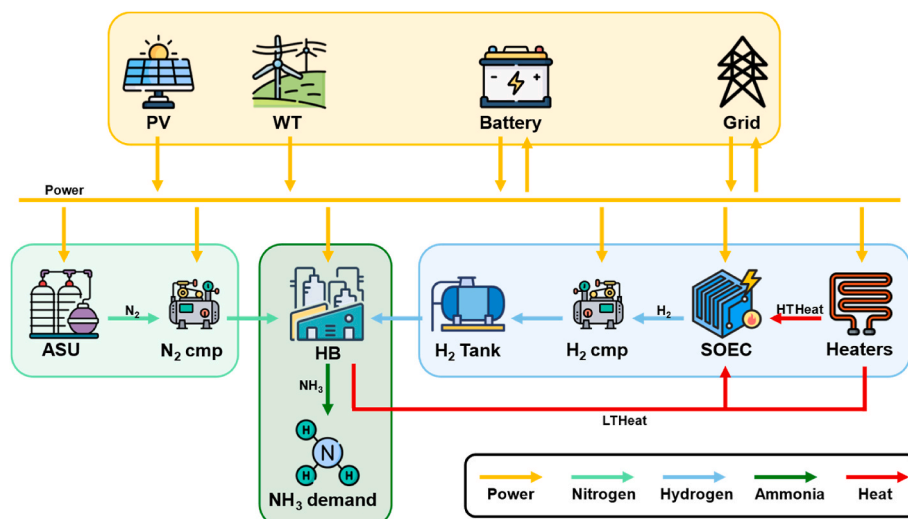 PV
WT
Battery
Grid
Power
ASU
N₂
N₂ cmp
HB
H₂ Tank
H₂ cmp
H₂
SOEC
HTHeat
Heaters
NH₃
LTHeat
H
H
N
H
NH₃ demand
Power
Nitrogen
Hydrogen
Ammonia
Heat